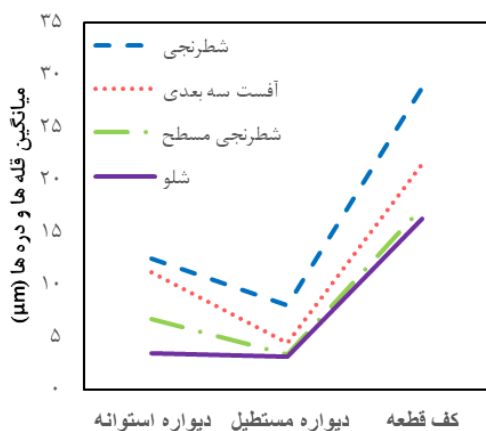 میانگین قله ها و دره ها (µm)
۳۵
۳۰
۲۵
۲۰
۱۵
۱۰
۵
۰
شطرنجی
آفست سه بعدی
شطرنجی مسطح
شلو
دیواره استوانه
دیواره مستطیل
کف قطعه